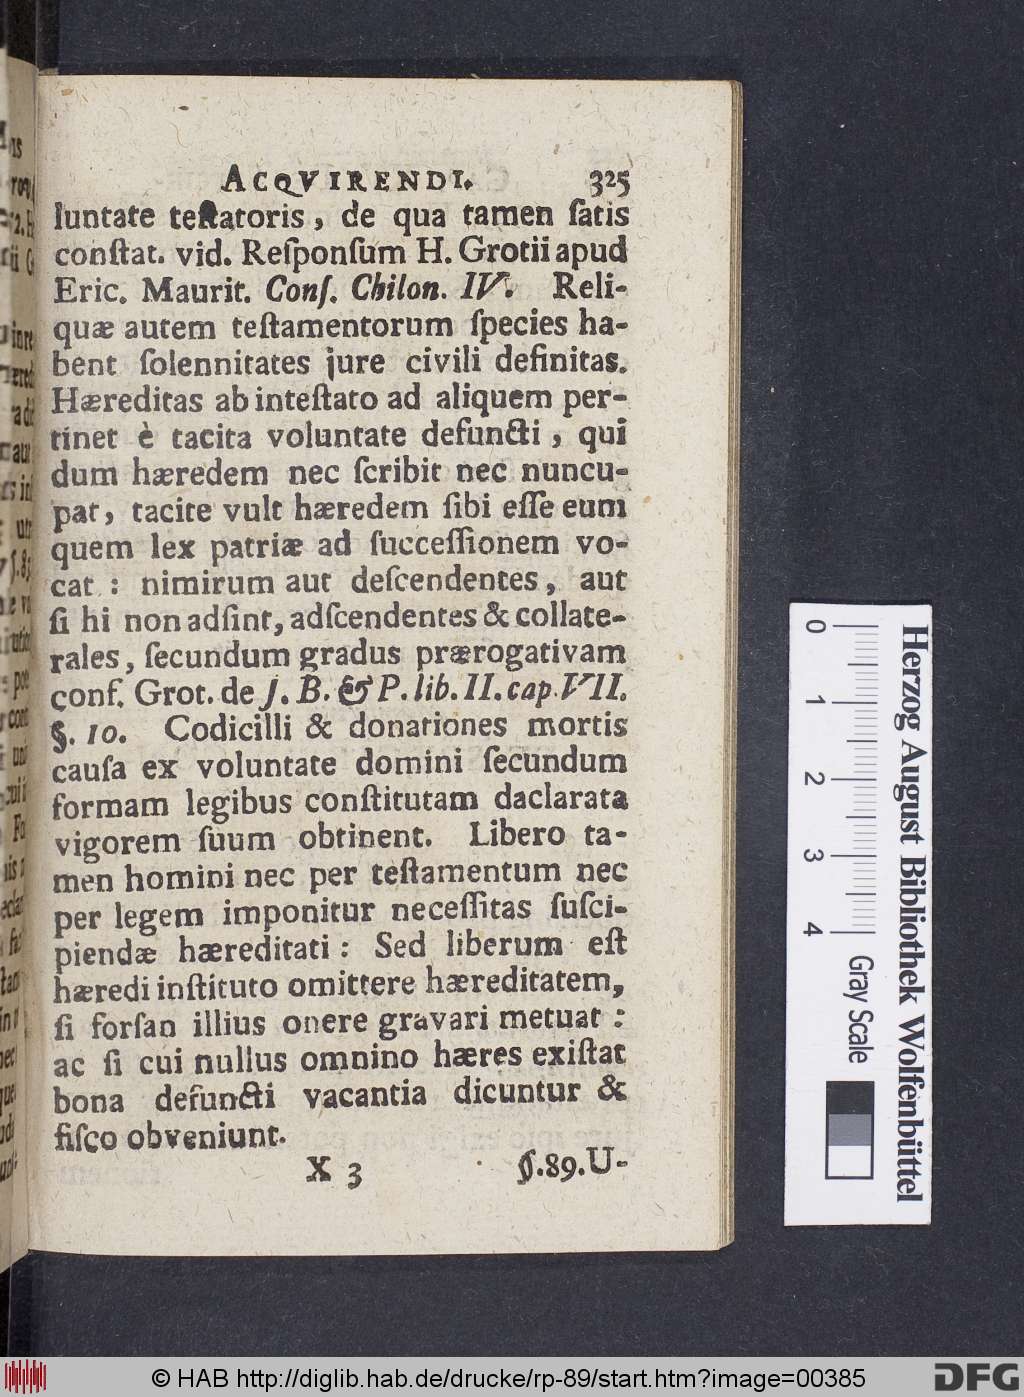 ACQVIRENDI. 325
luntate teſtatoris, de qua tamen ſatis
conſtat. vid. Reſponſum H. Grotii apud
Eric. Maurit. Conſ. Chilon. IV. Reli-
quæ autem teſtamentorum ſpecies ha-
bent ſolennitates jure civili definitas.
Hæreditas ab inteſtato ad aliquem per-
tinet è tacita voluntate defuncti, qui
dum hæredem nec ſcribit nec nuncu-
pat, tacite vult hæredem ſibi eſſe eum
quem lex patriæ ad ſucceſſionem vo-
cat: nimirum aut deſcendentes, aut
ſi hi non adſint, adſcendentes & collate-
rales, ſecundum gradus prærogativam
conf. Grot. de J. B. & P. lib. II. cap. VII.
§. 10. Codicilli & donationes mortis
cauſa ex voluntate domini ſecundum
formam legibus conſtitutam daclarata
vigorem ſuum obtinent. Libero ta-
men homini nec per teſtamentum nec
per legem imponitur neceſſitas ſuſci-
piendæ hæreditati: Sed liberum eſt
hæredi inſtituto omittere hæreditatem,
ſi forſan illius onere gravari metuat:
ac ſi cui nullus omnino hæres exiſtat
bona defuncti vacantia dicuntur &
fiſco obveniunt.
X 3 §.89.U-
0 1 2 3 4
Gray Scale
Herzog August Bibliothek Wolfenbüttel
© HAB http://diglib.hab.de/drucke/rp-89/start.htm?image=00385
DFG